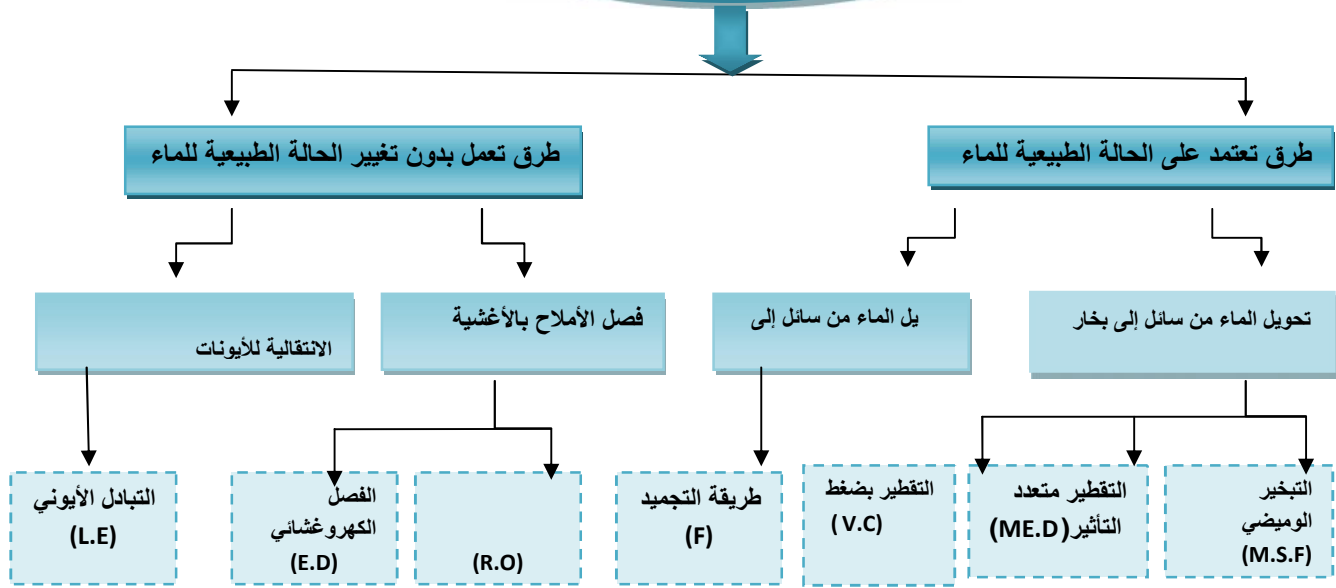 طرق تعتمد على الحالة الطبيعية للماء
طرق تعمل بدون تغيير الحالة الطبيعية للماء
تحويل الماء من سائل إلى بخار
يل الماء من سائل إلى
فصل الأملاح بالأغشية
الانتقالية للأيونات
التبخير
الوميضي
(M.S.F)
التقطير متعدد
التأثير(ME.D)
التقطير بضغط
(V.C )
طريقة التجميد
(F)
(R.O)
الفصل
الكهروغشائي
(E.D)
التبادل الأيوني
(L.E)